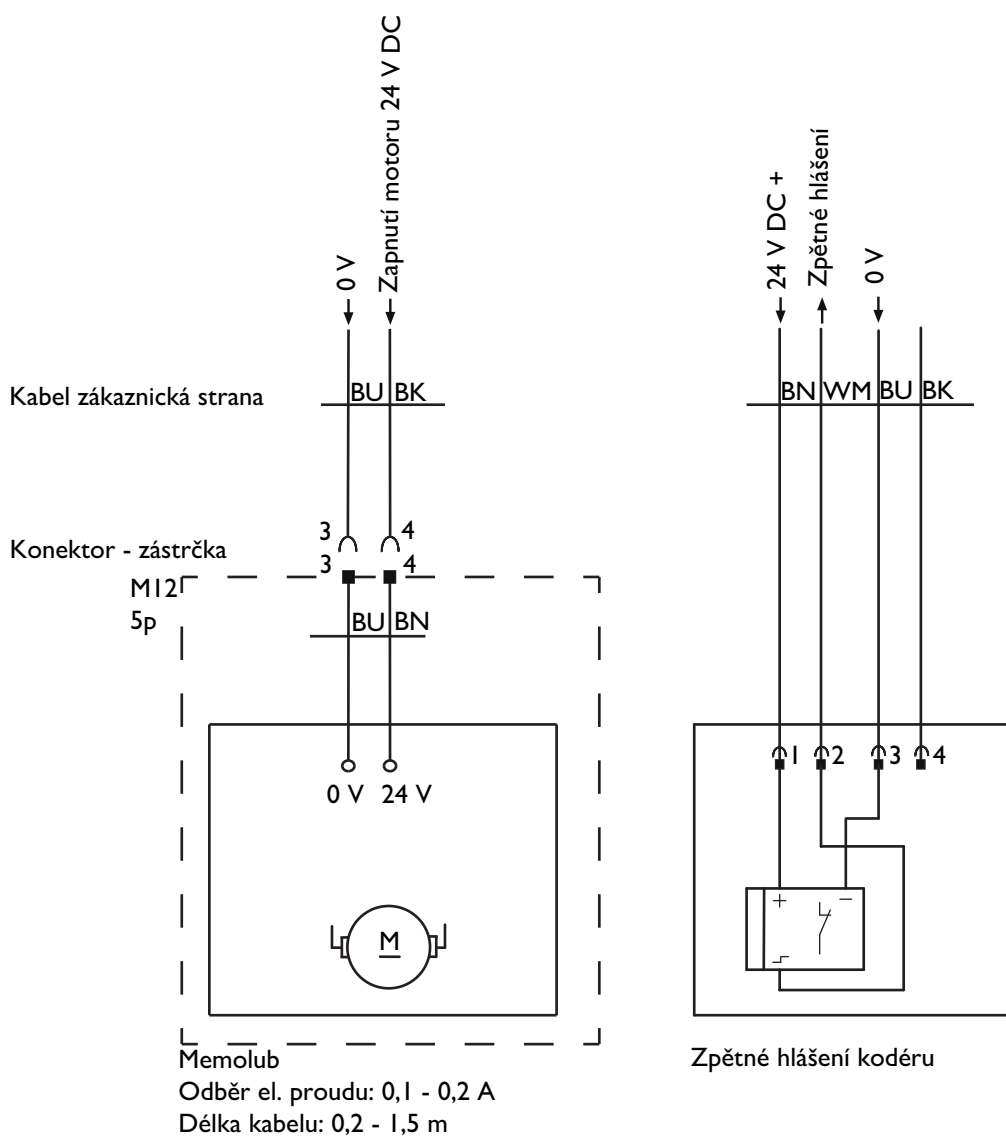 0 V
Zapnutí motoru 24 V DC
24 V DC +
Zpětné hlášení
0 V
Kabel zákaznická strana
BU BK
BN WM BU BK
3 4
Konektor - zástrčka
3 4
M12
5p
BU BN
1 2 3 4
0 V 24 V
+ −
M
Memolub
Odběr el. proudu: 0,1 - 0,2 A
Délka kabelu: 0,2 - 1,5 m
Zpětné hlášení kodéru